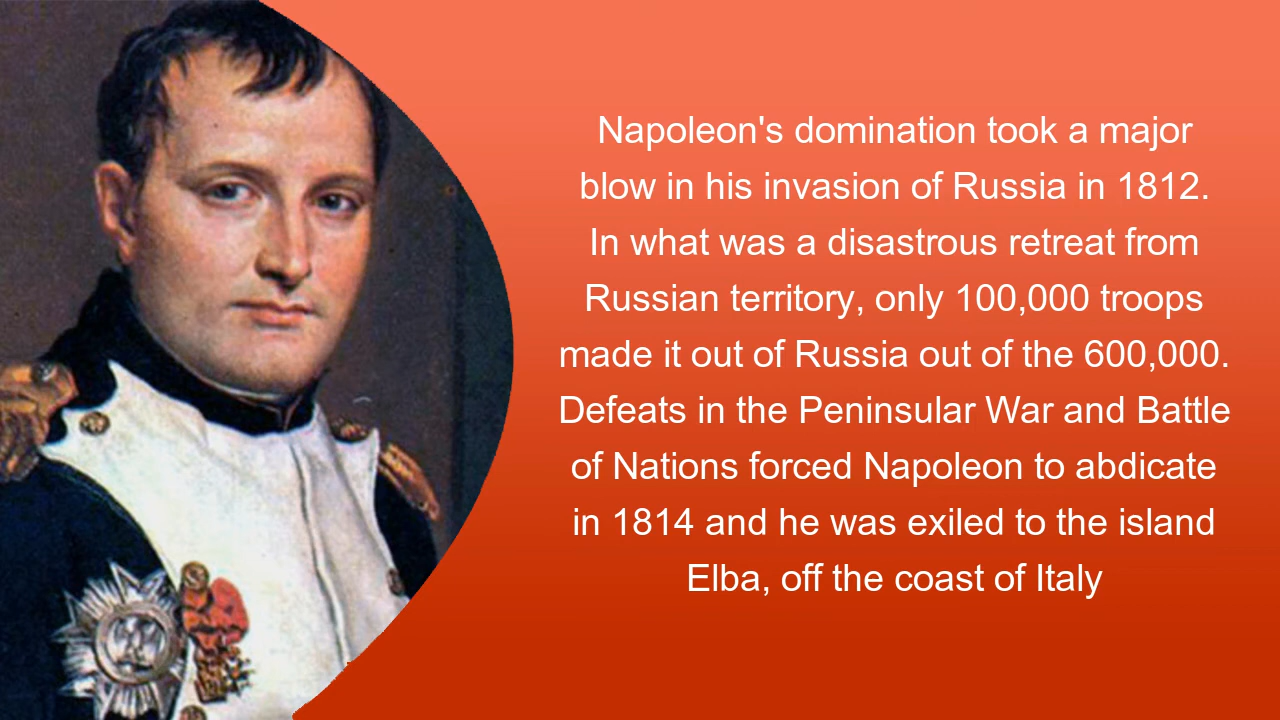 Napoleon's domination took a major
blow in his invasion of Russia in 1812.
In what was a disastrous retreat from
Russian territory, only 100,000 troops
made it out of Russia out of the 600,000.
Defeats in the Peninsular War and Battle
of Nations forced Napoleon to abdicate
in 1814 and he was exiled to the island
Elba, off the coast of Italy